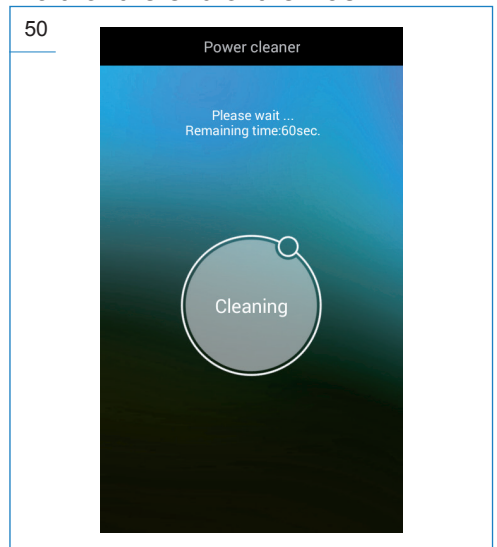 50
Power cleaner
Please wait ...
Remaining time:60sec.
Cleaning